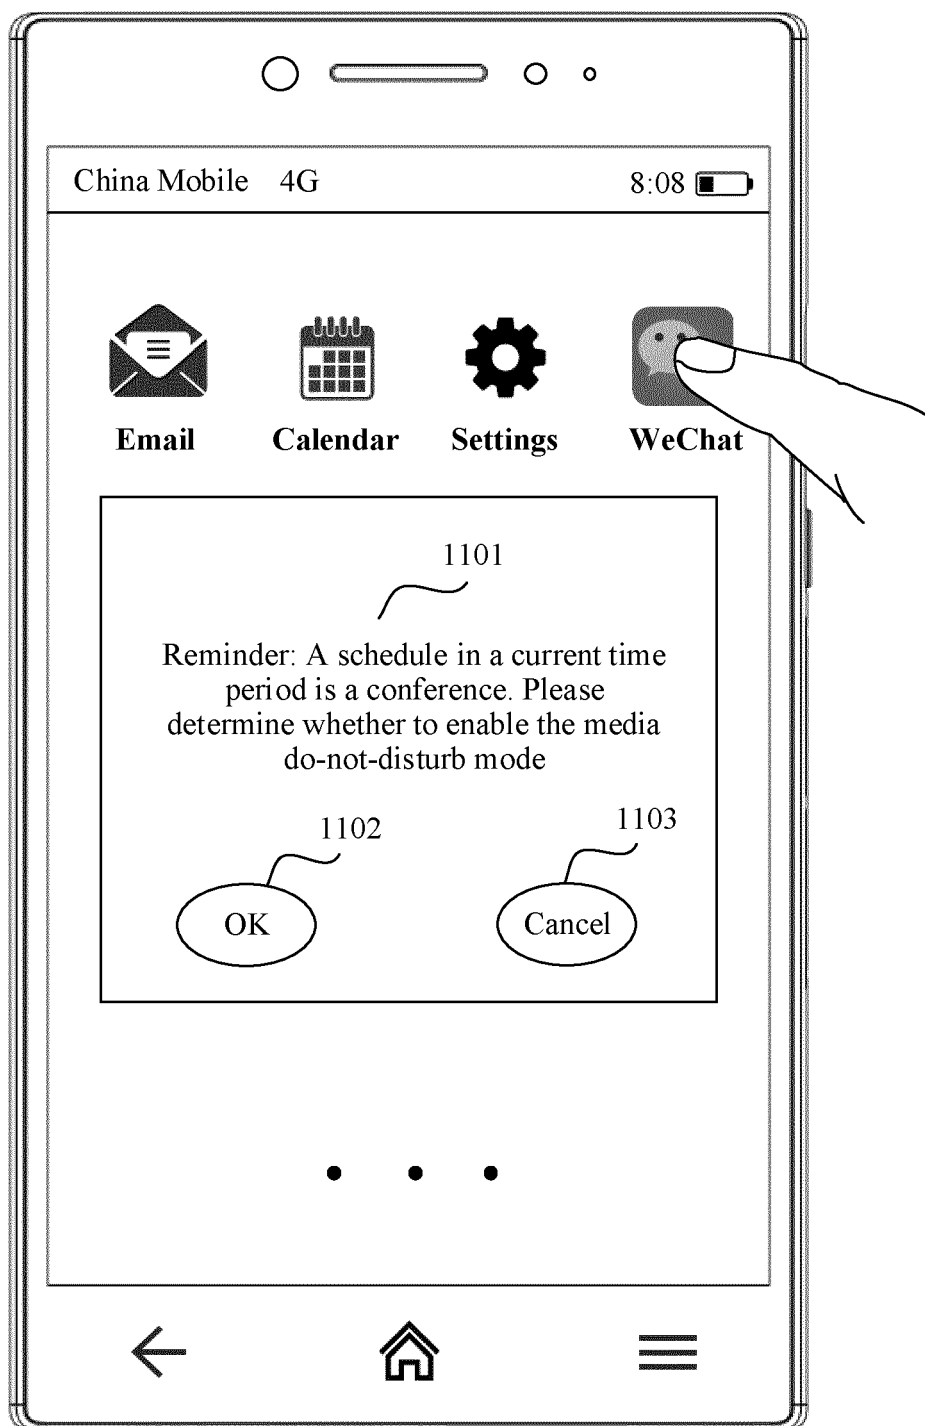 China Mobile 4G 8:08
Email Calendar Settings WeChat
1101
Reminder: A schedule in a current time
period is a conference. Please
determine whether to enable the media
do-not-disturb mode
1102 1103
OK Cancel